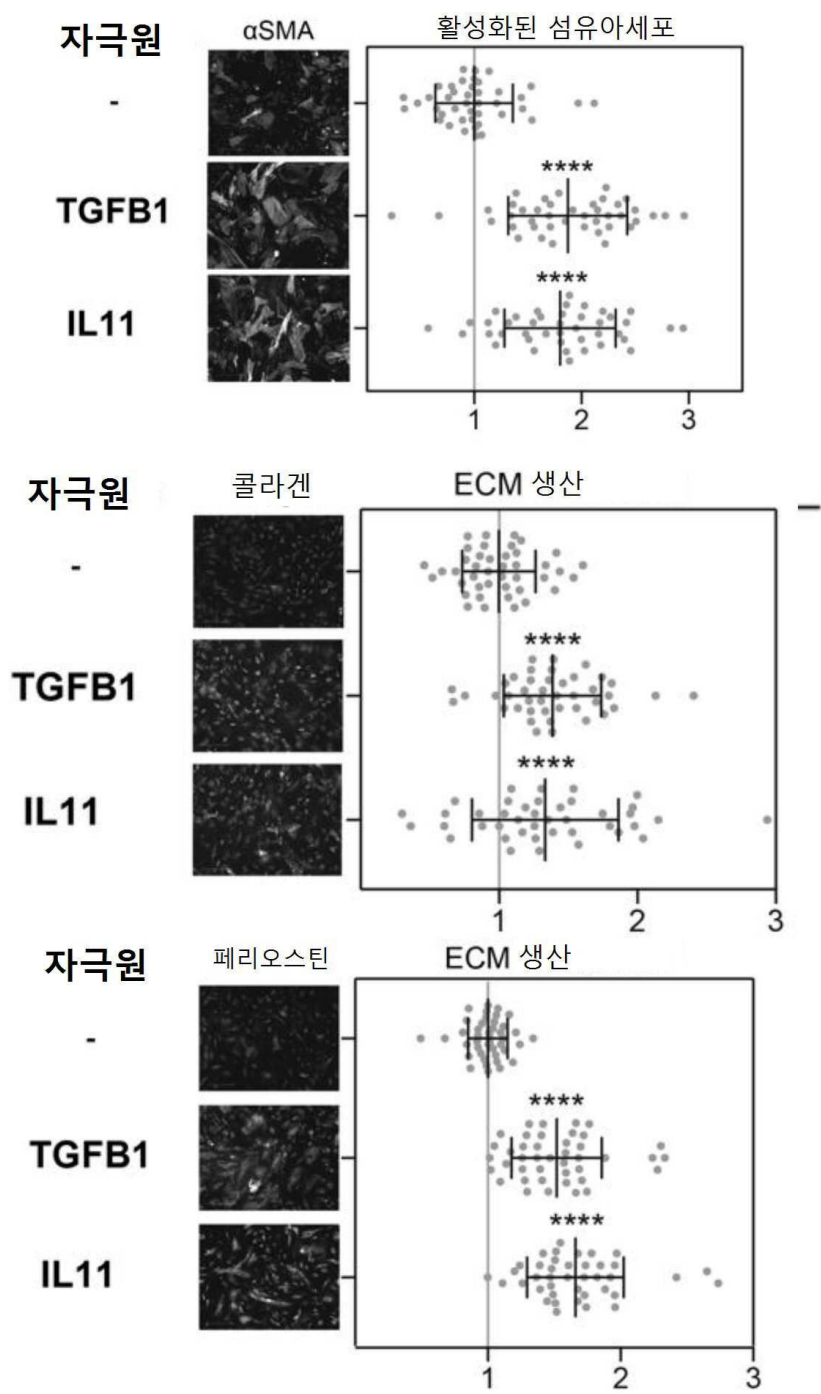 자극원 αSMA 활성화된 섬유아세포
-
****
TGFB1
****
IL11
1 2 3
자극원 콜라겐 ECM 생산
-
****
TGFB1
****
IL11
1 2 3
자극원 페리오스틴 ECM 생산
-
****
TGFB1
****
IL11
1 2 3